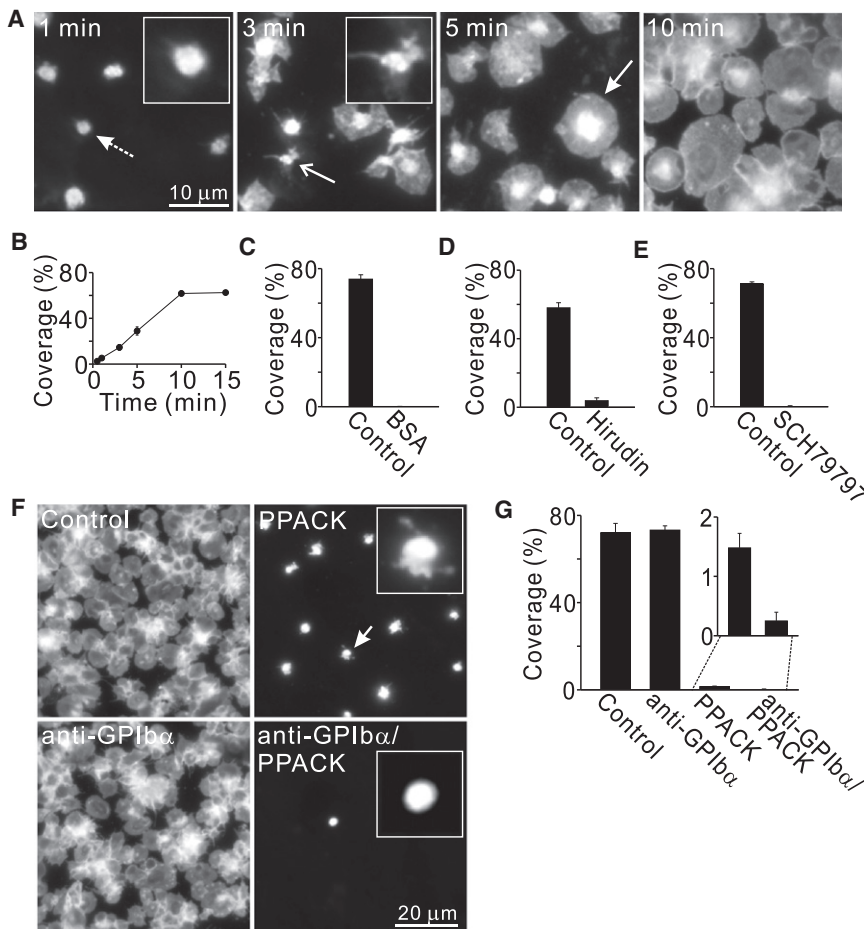 A
1 min
3 min
5 min
10 min
10 μm
B
Coverage (%)
80
40
0
0
5
10
15
Time (min)
C
Coverage (%)
80
40
0
Control
BSA
D
Coverage (%)
80
40
0
Control
Hirudin
E
Coverage (%)
80
40
0
Control
SCH79797
F
Control
PPACK
anti-GPIbα
anti-GPIbα/
PPACK
20 μm
G
Coverage (%)
80
40
0
2
1
0
Control
anti-GPIbα
PPACK
anti-GPIbα/
PPACK